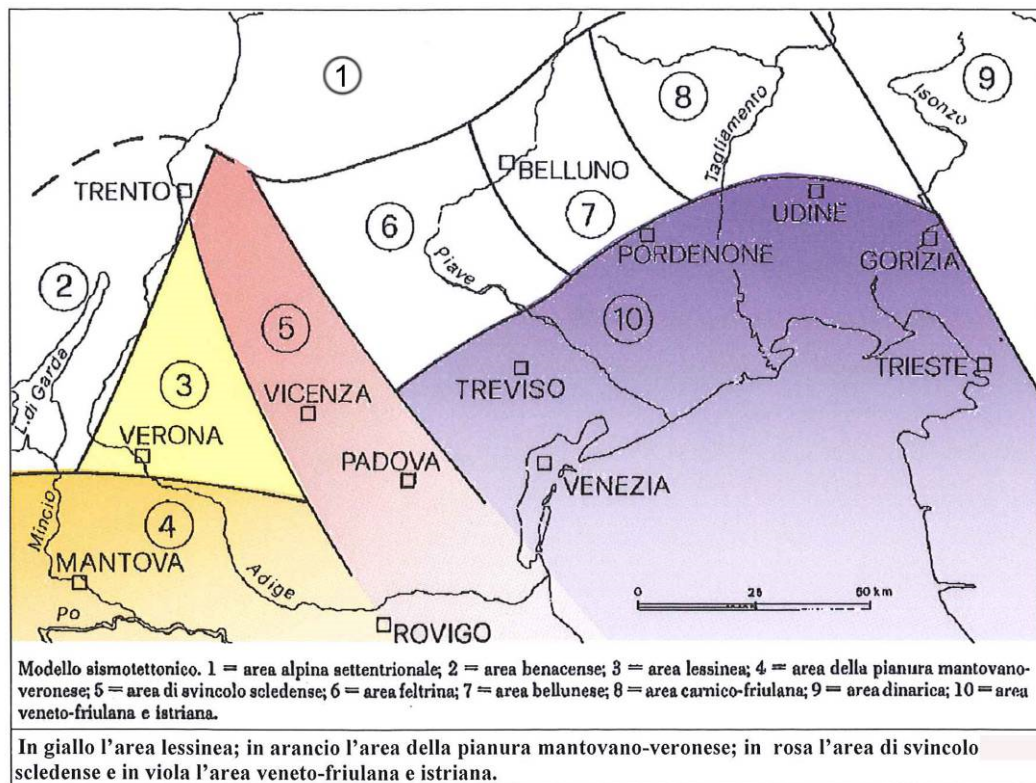 1
9
Isonzo
8
Tagliamento
TRENTO
BELLUNO
6
7
UDINE
PORDENONE
GORIZIA
Piave
2
L. di Garda
5
10
3
TREVISO
TRIESTE
VICENZA
VERONA
PADOVA
VENEZIA
Mincio
4
MANTOVA
Adige
0 25 50 km
Po
ROVIGO
Modello sismotettonico. 1 = area alpina settentrionale; 2 = area benacense; 3 = area lessinea; 4 = area della pianura mantovano-
veronese; 5 = area di svincolo scledense; 6 = area feltrina; 7 = area bellunese; 8 = area carnico-friulana; 9 = area dinarica; 10 = area
veneto-friulana e istriana.
In giallo l'area lessinea; in arancio l'area della pianura mantovano-veronese; in rosa l'area di svincolo
scledense e in viola l'area veneto-friulana e istriana.